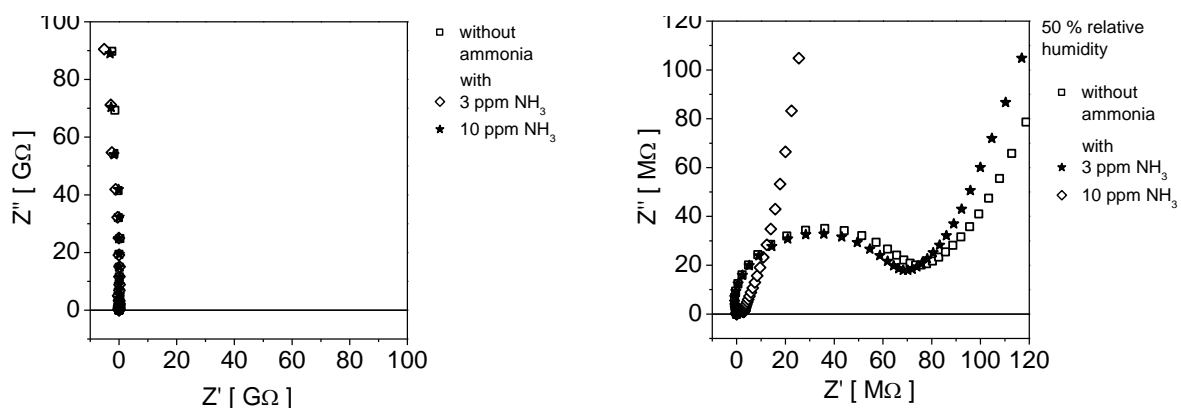 100
80
60
40
20
0
Z'' [ GΩ ]
0 20 40 60 80 100
Z' [ GΩ ]
without
ammonia
with
3 ppm NH₃
10 ppm NH₃
120
100
80
60
40
20
0
Z'' [ MΩ ]
0 20 40 60 80 100 120
Z' [ MΩ ]
50 % relative
humidity
without
ammonia
with
3 ppm NH₃
10 ppm NH₃